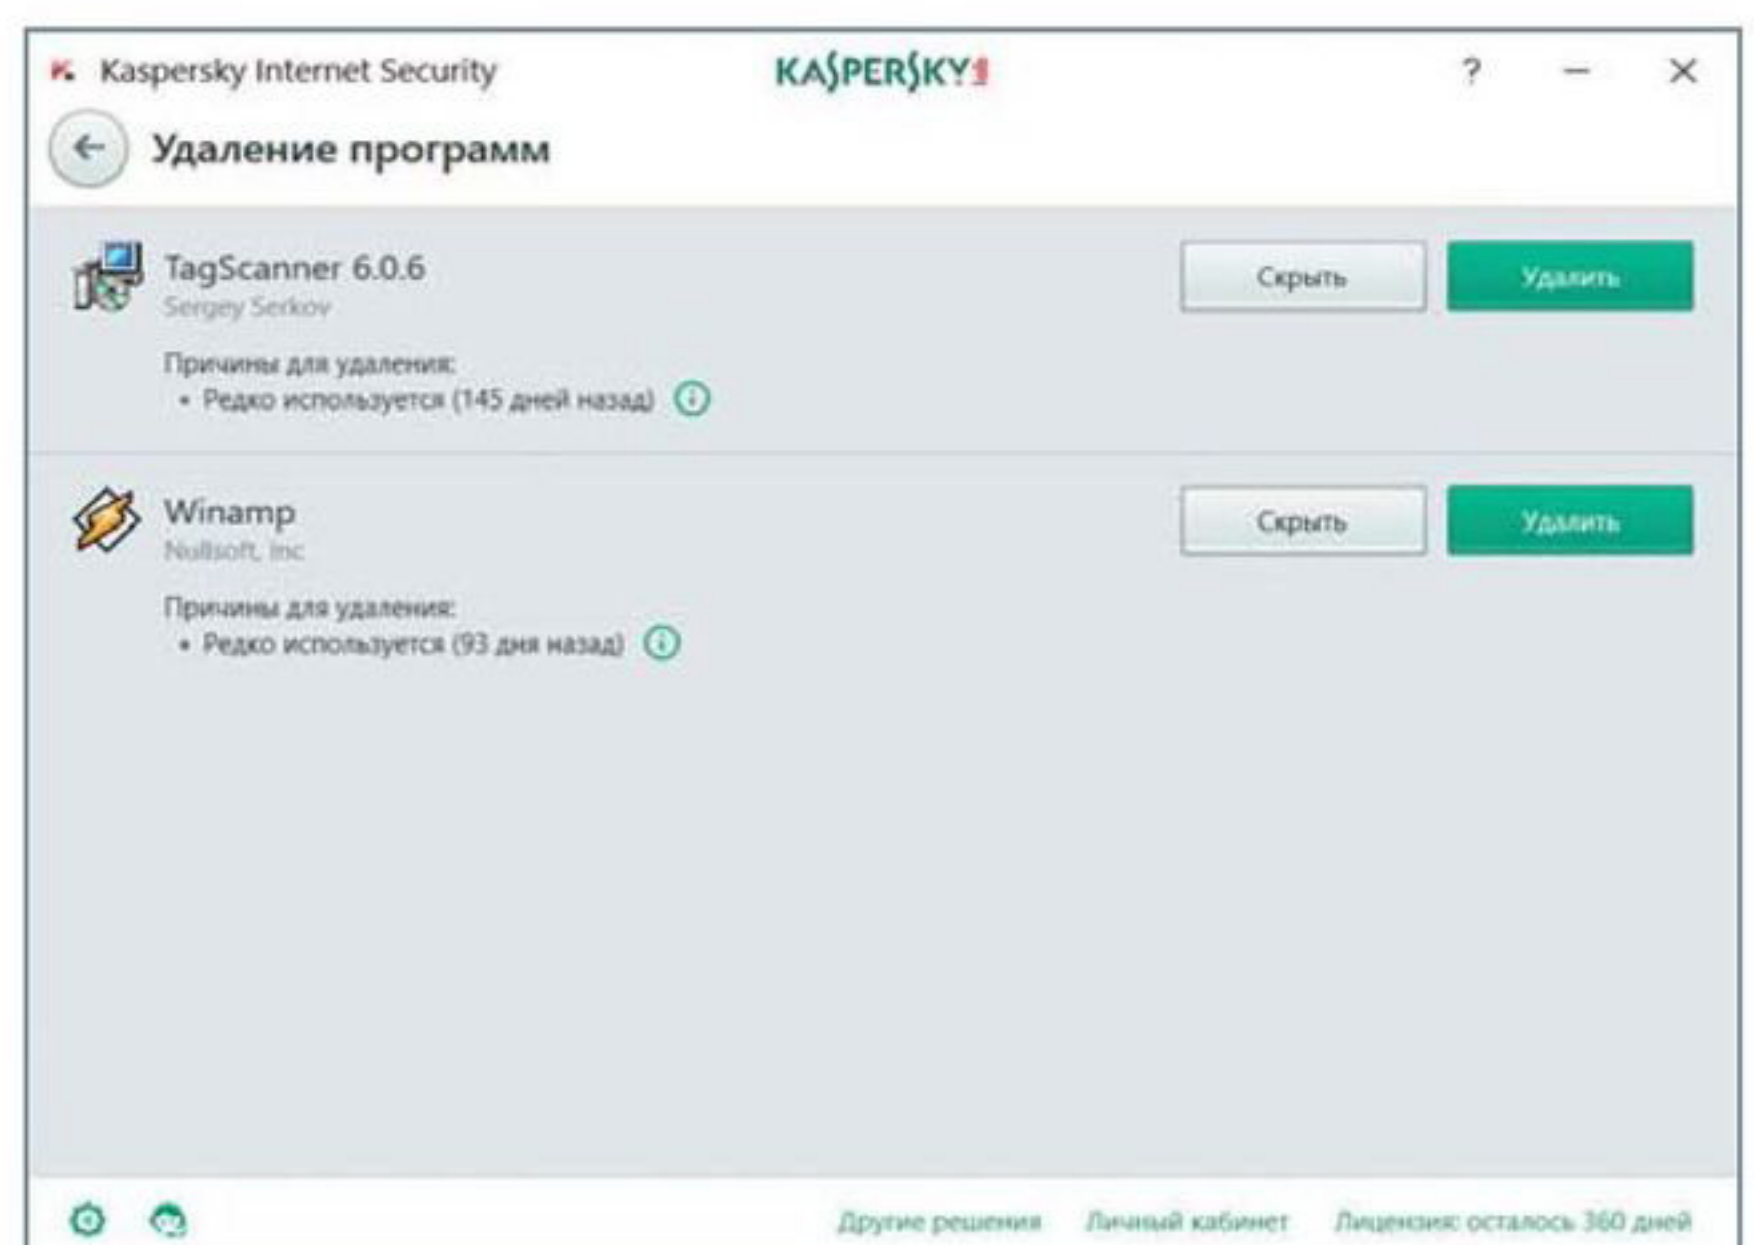 Kaspersky Internet Security KASPERSKY ? — ×
Удаление программ
TagScanner 6.0.6 Скрыть Удалить
Sergey Serkov
Причины для удаления:
• Редко используется (145 дней назад)
Winamp Скрыть Удалить
Nullsoft, Inc
Причины для удаления:
• Редко используется (93 дня назад)
Другие решения Личный кабинет Лицензия: осталось 360 дней